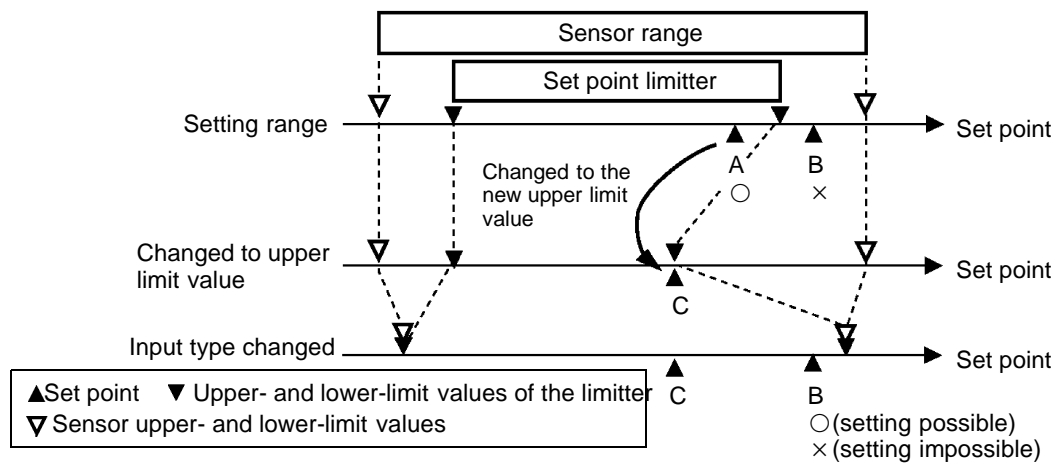 Sensor range
Set point limitter
Setting range
Set point
A
B
○
×
Changed to the
new upper limit
value
Changed to upper
limit value
Set point
C
Input type changed
Set point
C
B
▲Set point ▼ Upper- and lower-limit values of the limitter
▽ Sensor upper- and lower-limit values
○(setting possible)
×(setting impossible)